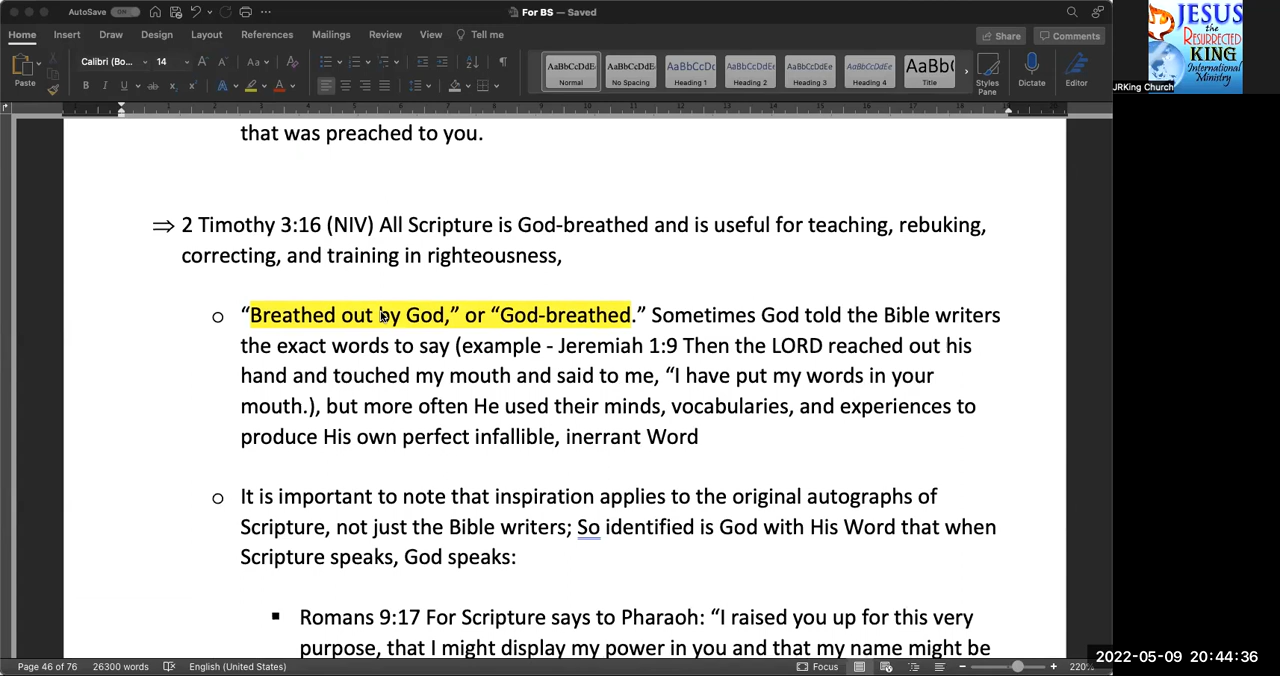 AutoSave OFF
For BS — Saved
Home Insert Draw Design Layout References Mailings Review View Tell me
Share Comments
Paste
Calibri (Bo... 14
AaBbCcDdEe AaBbCcDdEe AaBbCcDc AaBbCcDdEe AaBbCcDdEe AaBbCcDdEe AaBb(
Normal No Spacing Heading 1 Heading 2 Heading 3 Heading 4 Title
Styles Pane
Dictate
Editor
that was preached to you.
⇒ 2 Timothy 3:16 (NIV) All Scripture is God-breathed and is useful for teaching, rebuking,
correcting, and training in righteousness,
o “Breathed out by God,” or “God-breathed.” Sometimes God told the Bible writers
the exact words to say (example - Jeremiah 1:9 Then the LORD reached out his
hand and touched my mouth and said to me, “I have put my words in your
mouth.), but more often He used their minds, vocabularies, and experiences to
produce His own perfect infallible, inerrant Word
o It is important to note that inspiration applies to the original autographs of
Scripture, not just the Bible writers; So identified is God with His Word that when
Scripture speaks, God speaks:
▪ Romans 9:17 For Scripture says to Pharaoh: “I raised you up for this very
purpose, that I might display my power in you and that my name might be
Page 46 of 76 26300 words English (United States)
Focus
220%
JESUS
the
RESURRECTED
KING
International
Ministry
JRKing Church
2022-05-09 20:44:36